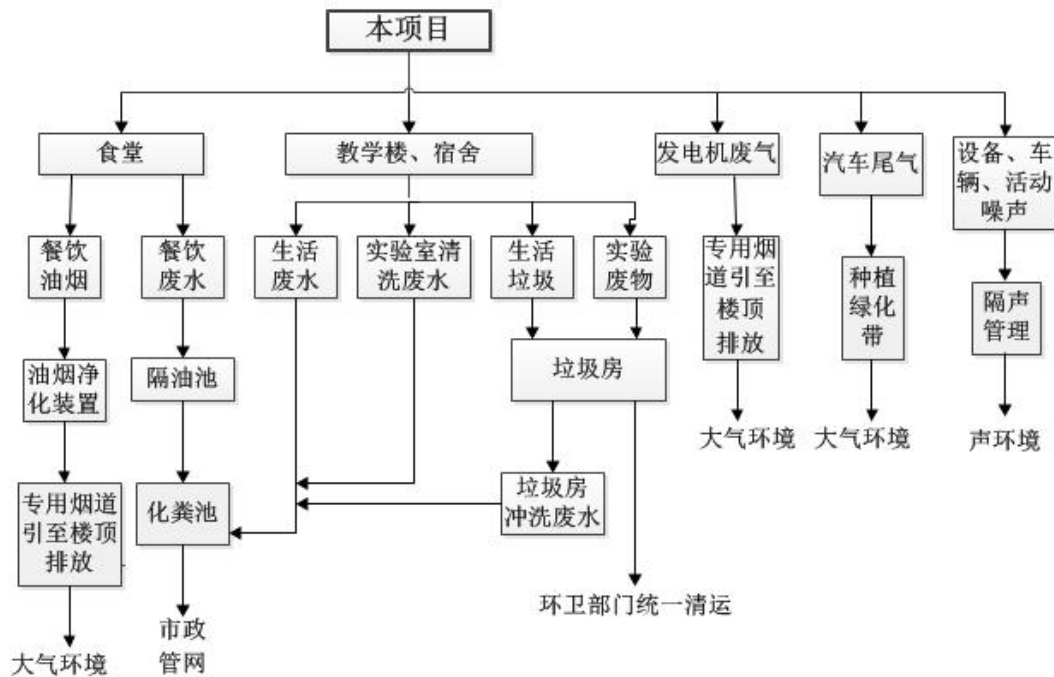 本项目
食堂
教学楼、宿舍
发电机废气
汽车尾气
设备、车
辆、活动
噪声
餐饮
油烟
餐饮
废水
生活
废水
实验室清
洗废水
生活
垃圾
实验
废物
专用烟
道引至
楼顶
排放
种植
绿化
带
隔声
管理
油烟净
化装置
隔油池
垃圾房
大气环境
大气环境
声环境
专用烟道
引至楼顶
排放
化粪池
垃圾房
冲洗废水
环卫部门统一清运
大气环境
市政
管网